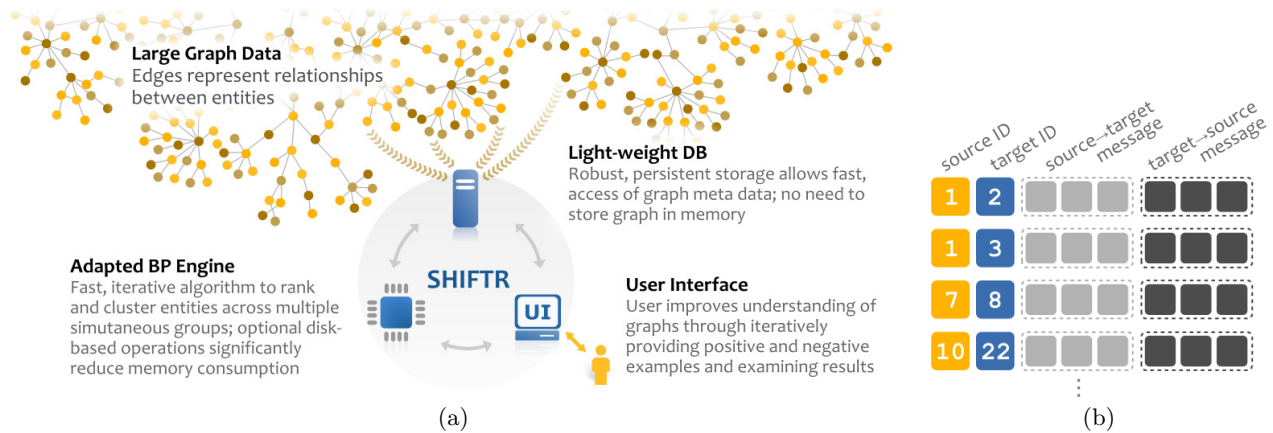 Large Graph Data
Edges represent relationships
between entities
Light-weight DB
Robust, persistent storage allows fast,
access of graph meta data; no need to
store graph in memory
Adapted BP Engine
Fast, iterative algorithm to rank
and cluster entities across multiple
simutaneous groups; optional disk-
based operations significantly
reduce memory consumption
SHIFTR
UI
User Interface
User improves understanding of
graphs through iteratively
providing positive and negative
examples and examining results
(a)
source ID
target ID
source→target
message
target→source
message
1 2
1 3
7 8
10 22
(b)